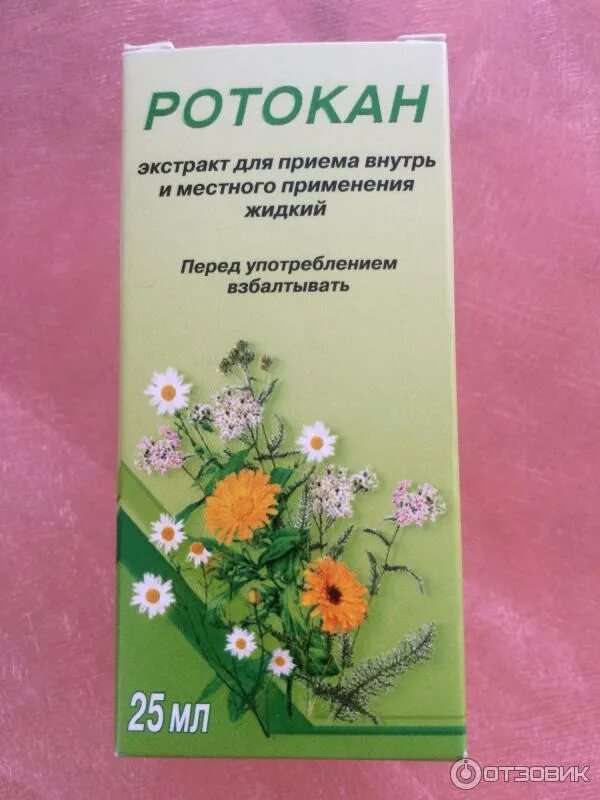 РОТОКАН
экстракт для приема внутрь
и местного применения
жидкий
Перед употреблением
взбалтывать
25 мл
ОТЗОВИК